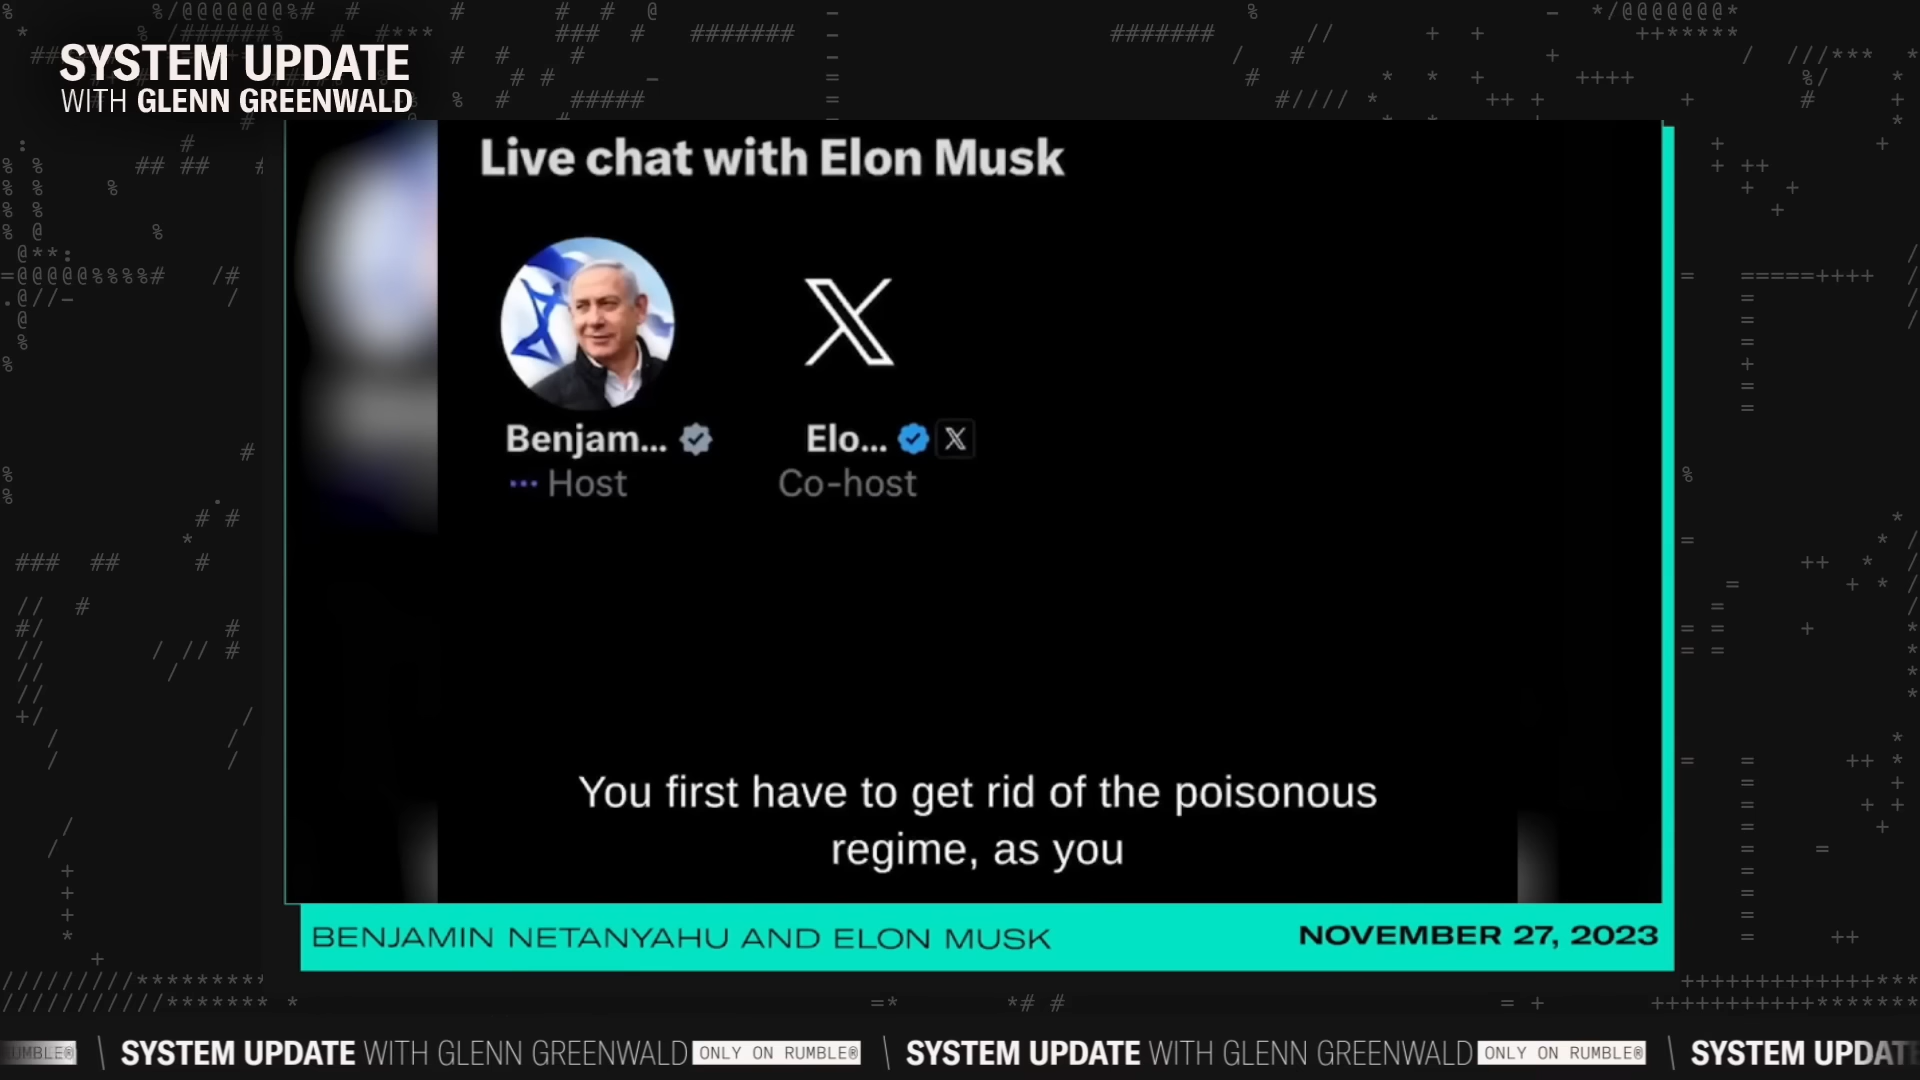 SYSTEM UPDATE
WITH GLENN GREENWALD
Live chat with Elon Musk
Benjam...
Host
Elo...
Co-host
You first have to get rid of the poisonous
regime, as you
BENJAMIN NETANYAHU AND ELON MUSK
NOVEMBER 27, 2023
SYSTEM UPDATE WITH GLENN GREENWALD ONLY ON RUMBLE® \ SYSTEM UPDATE WITH GLENN GREENWALD ONLY ON RUMBLE® \ SYSTEM UPDAT